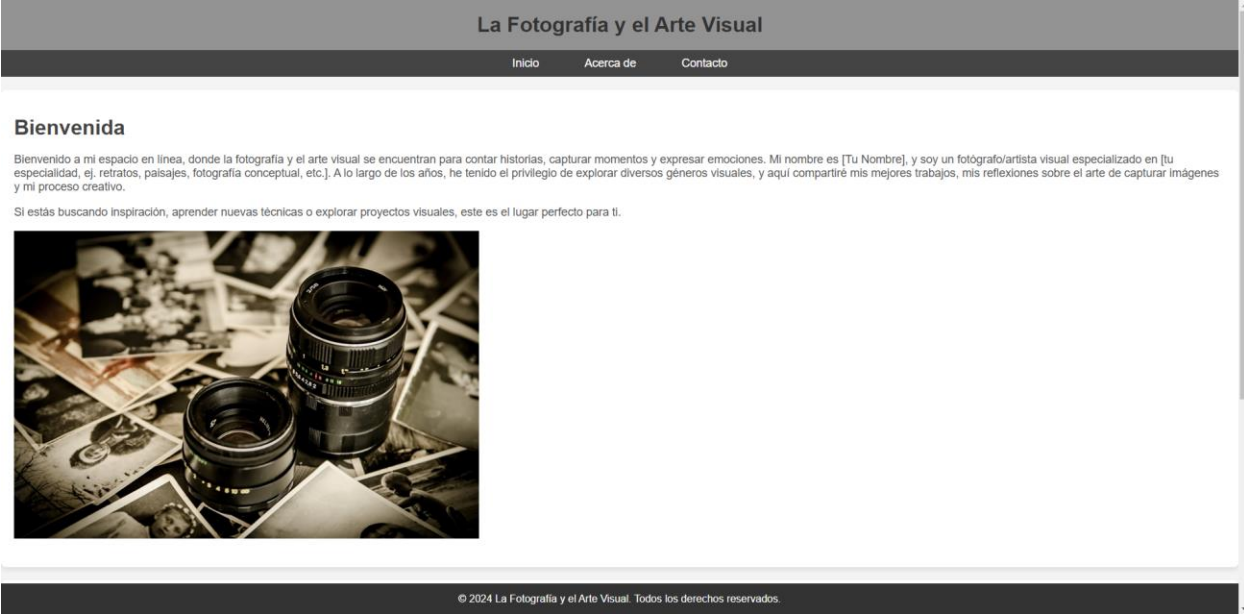 La Fotografía y el Arte Visual
Inicio Acerca de Contacto
Bienvenida
Bienvenido a mi espacio en línea, donde la fotografía y el arte visual se encuentran para contar historias, capturar momentos y expresar emociones. Mi nombre es [Tu Nombre], y soy un fotógrafo/artista visual especializado en [tu
especialidad, ej. retratos, paisajes, fotografía conceptual, etc.]. A lo largo de los años, he tenido el privilegio de explorar diversos géneros visuales, y aquí compartiré mis mejores trabajos, mis reflexiones sobre el arte de capturar imágenes
y mi proceso creativo.
Si estás buscando inspiración, aprender nuevas técnicas o explorar proyectos visuales, este es el lugar perfecto para ti.
© 2024 La Fotografía y el Arte Visual. Todos los derechos reservados.